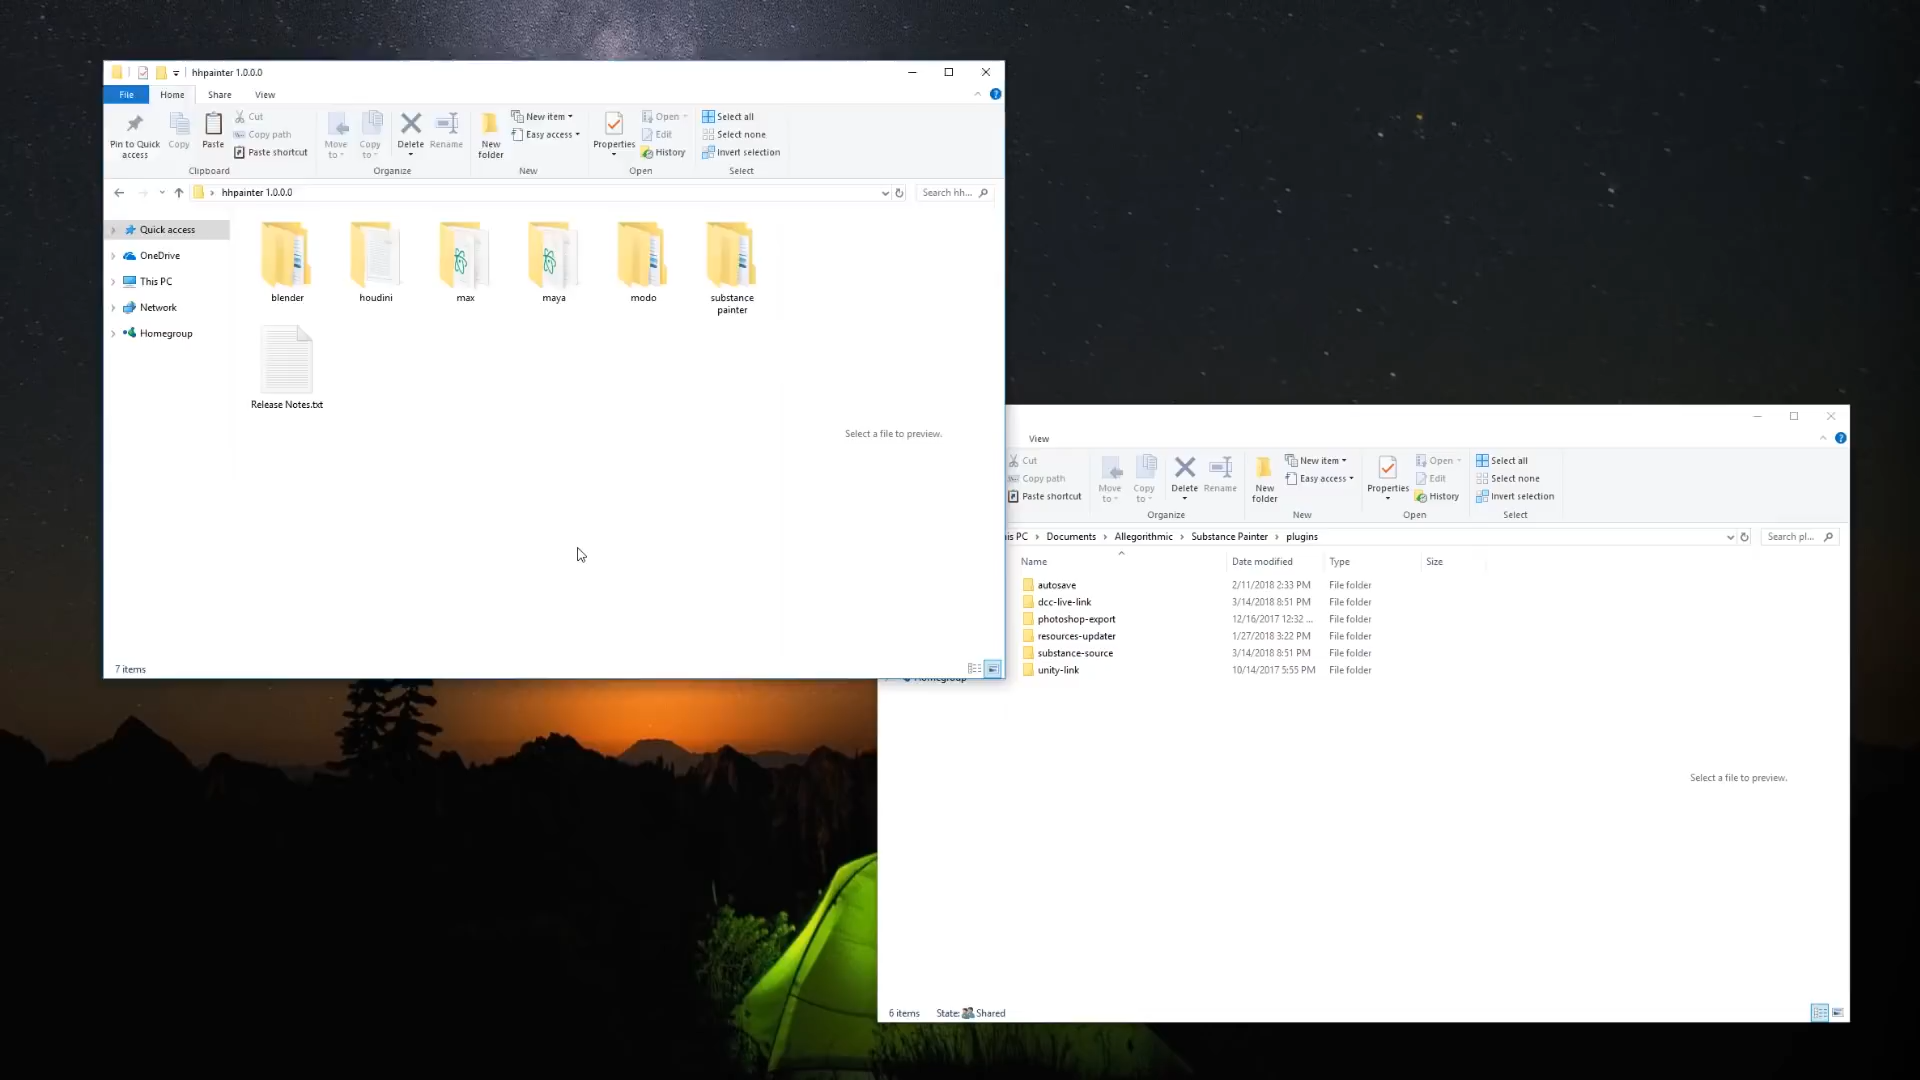 hhpainter 1.0.0.0
File Home Share View
Pin to Quick access
Copy
Paste
Cut
Copy path
Paste shortcut
Clipboard
Move to
Copy to
Delete
Rename
Organize
New folder
New item
Easy access
New
Properties
Open
Edit
History
Open
Select all
Select none
Invert selection
Select
hhpainter 1.0.0.0
Search hh...
Quick access
OneDrive
This PC
Network
Homegroup
blender
houdini
max
maya
modo
substance painter
Release Notes.txt
Select a file to preview.
7 items
View
Cut
Copy path
Paste shortcut
Move to
Copy to
Delete
Rename
Organize
New folder
New item
Easy access
New
Properties
Open
Edit
History
Open
Select all
Select none
Invert selection
Select
is PC > Documents > Allegorithmic > Substance Painter > plugins
Search pl...
Name Date modified Type Size
autosave 2/11/2018 2:33 PM File folder
dcc-live-link 3/14/2018 8:51 PM File folder
photoshop-export 12/16/2017 12:32 ... File folder
resources-updater 1/27/2018 3:22 PM File folder
substance-source 3/14/2018 8:51 PM File folder
unity-link 10/14/2017 5:55 PM File folder
Homegroup
Select a file to preview.
6 items State: Shared